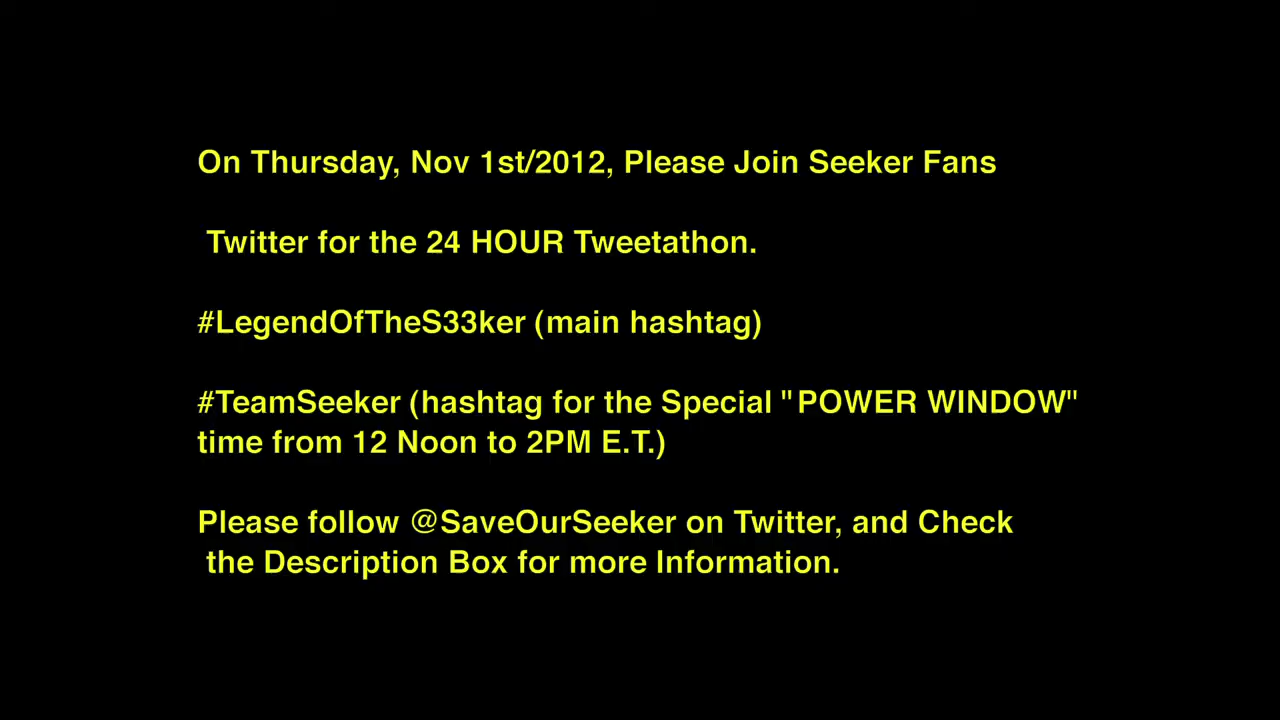 On Thursday, Nov 1st/2012, Please Join Seeker Fans
Twitter for the 24 HOUR Tweetathon.
#LegendOfTheS33ker (main hashtag)
#TeamSeeker (hashtag for the Special "POWER WINDOW"
time from 12 Noon to 2PM E.T.)
Please follow @SaveOurSeeker on Twitter, and Check
the Description Box for more Information.